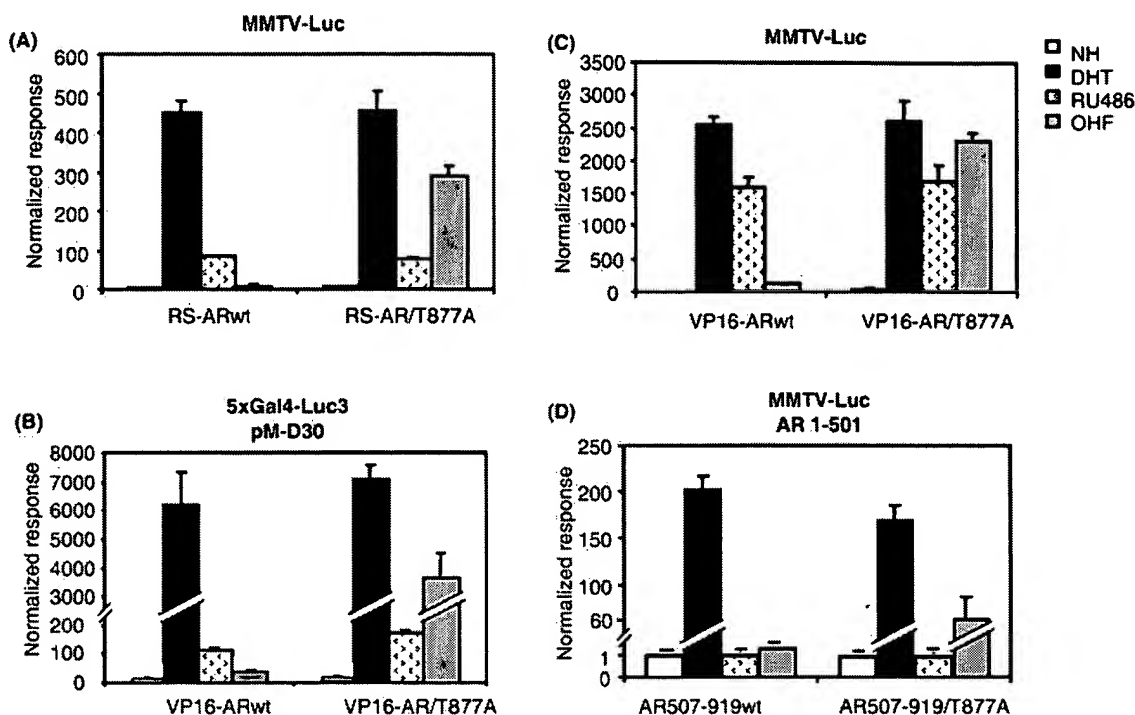 (A)
MMTV-Luc
Normalized response
600
500
400
300
200
100
0
RS-ARwt
RS-AR/T877A
(C)
MMTV-Luc
Normalized response
3500
3000
2500
2000
1500
1000
500
0
VP16-ARwt
VP16-AR/T877A
NH
DHT
RU486
OHF
(B)
5xGal4-Luc3
pM-D30
Normalized response
8000
7000
6000
5000
4000
3000
200
100
0
VP16-ARwt
VP16-AR/T877A
(D)
MMTV-Luc
AR 1-501
Normalized response
250
200
150
100
60
1
0
AR507-919wt
AR507-919/T877A